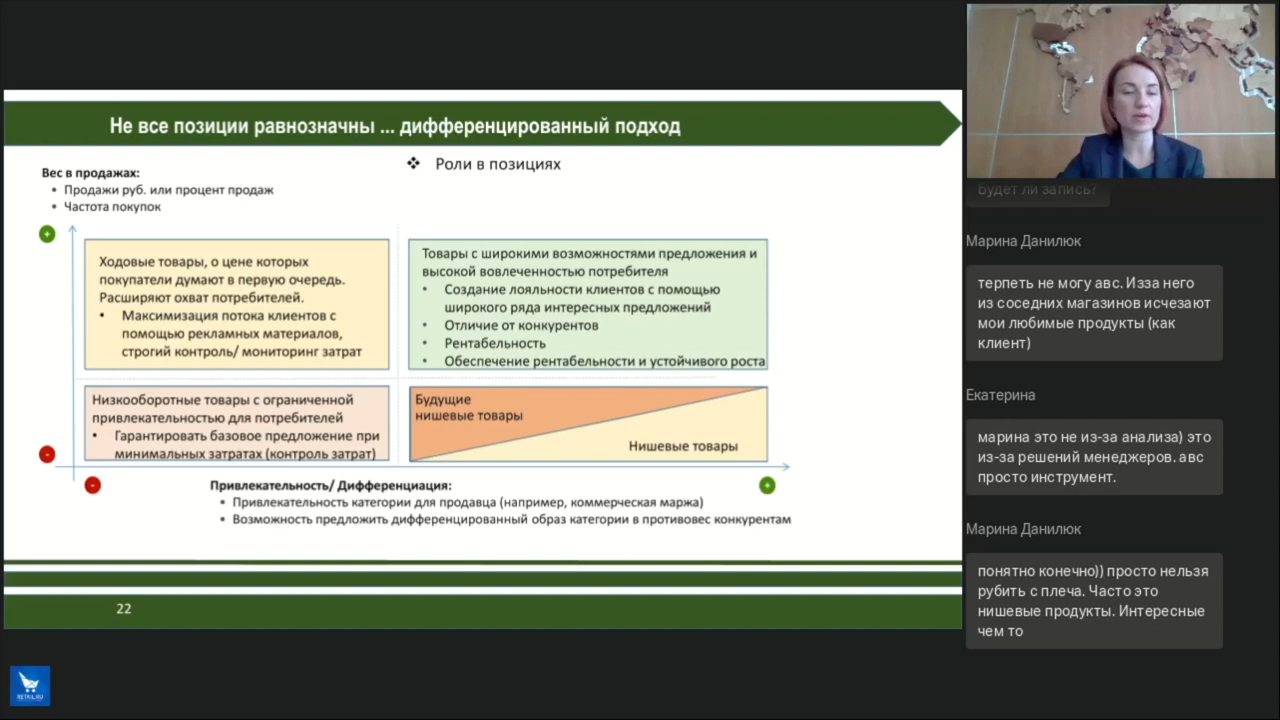 Не все позиции равнозначны ... дифференцированный подход
❖ Роли в позициях
Вес в продажах:
• Продажи руб. или процент продаж
• Частота покупок
+
Ходовые товары, о цене которых
покупатели думают в первую очередь.
Расширяют охват потребителей.
• Максимизация потока клиентов с
помощью рекламных материалов,
строгий контроль/ мониторинг затрат
Товары с широкими возможностями предложения и
высокой вовлеченностью потребителя
• Создание лояльности клиентов с помощью
широкого ряда интересных предложений
• Отличие от конкурентов
• Рентабельность
• Обеспечение рентабельности и устойчивого роста
Низкооборотные товары с ограниченной
привлекательностью для потребителей
• Гарантировать базовое предложение при
минимальных затратах (контроль затрат)
Будущие
нишевые товары
Нишевые товары
-
-
+
Привлекательность/ Дифференциация:
• Привлекательность категории для продавца (например, коммерческая маржа)
• Возможность предложить дифференцированный образ категории в противовес конкурентам
22
RETAIL.RU
Будет ли запись?
Марина Данилюк
терпеть не могу авс. Изза него
из соседних магазинов исчезают
мои любимые продукты (как
клиент)
Екатерина
марина это не из-за анализа) это
из-за решений менеджеров. авс
просто инструмент.
Марина Данилюк
понятно конечно)) просто нельзя
рубить с плеча. Часто это
нишевые продукты. Интересные
чем то